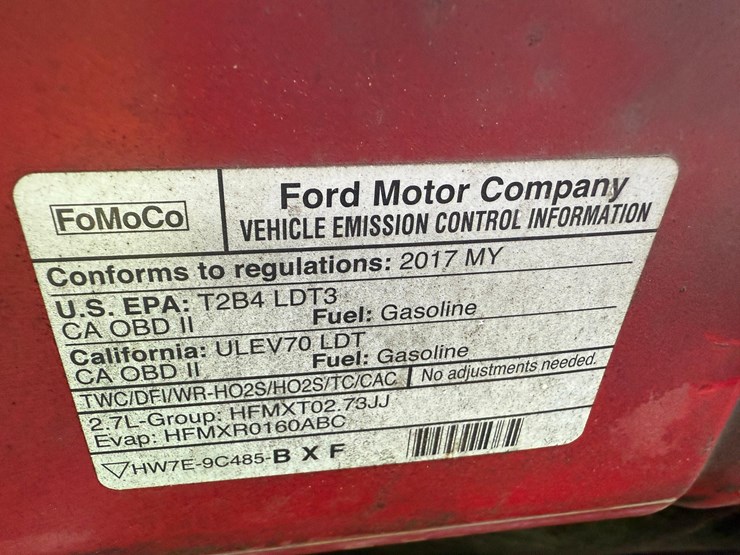 FoMoCo
Ford Motor Company
VEHICLE EMISSION CONTROL INFORMATION
Conforms to regulations: 2017 MY
U.S. EPA: T2B4 LDT3
CA OBD II Fuel: Gasoline
California: ULEV70 LDT
CA OBD II Fuel: Gasoline
TWC/DFI/WR-HO2S/HO2S/TC/CAC No adjustments needed.
2.7L-Group: HFMXT02.73JJ
Evap: HFMXR0160ABC
▽HW7E-9C485-B X F